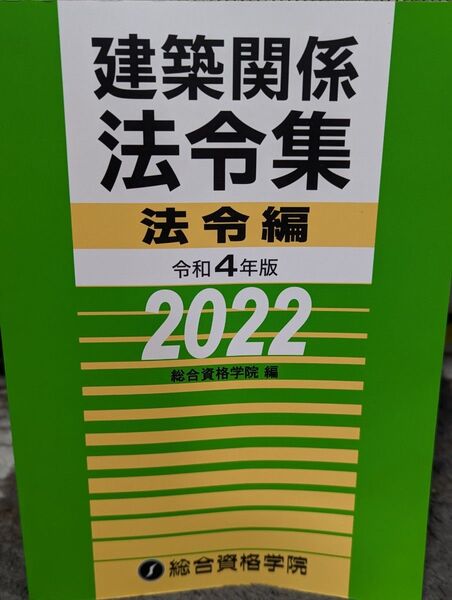 建築関係
法令集
法令編
令和4年版
2022
総合資格学院 編
総合資格学院